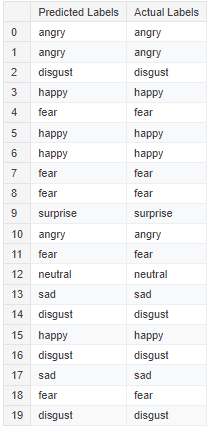 Predicted Labels Actual Labels
0 angry angry
1 angry angry
2 disgust disgust
3 happy happy
4 fear fear
5 happy happy
6 happy happy
7 fear fear
8 fear fear
9 surprise surprise
10 angry angry
11 fear fear
12 neutral neutral
13 sad sad
14 disgust disgust
15 happy happy
16 disgust disgust
17 sad sad
18 fear fear
19 disgust disgust